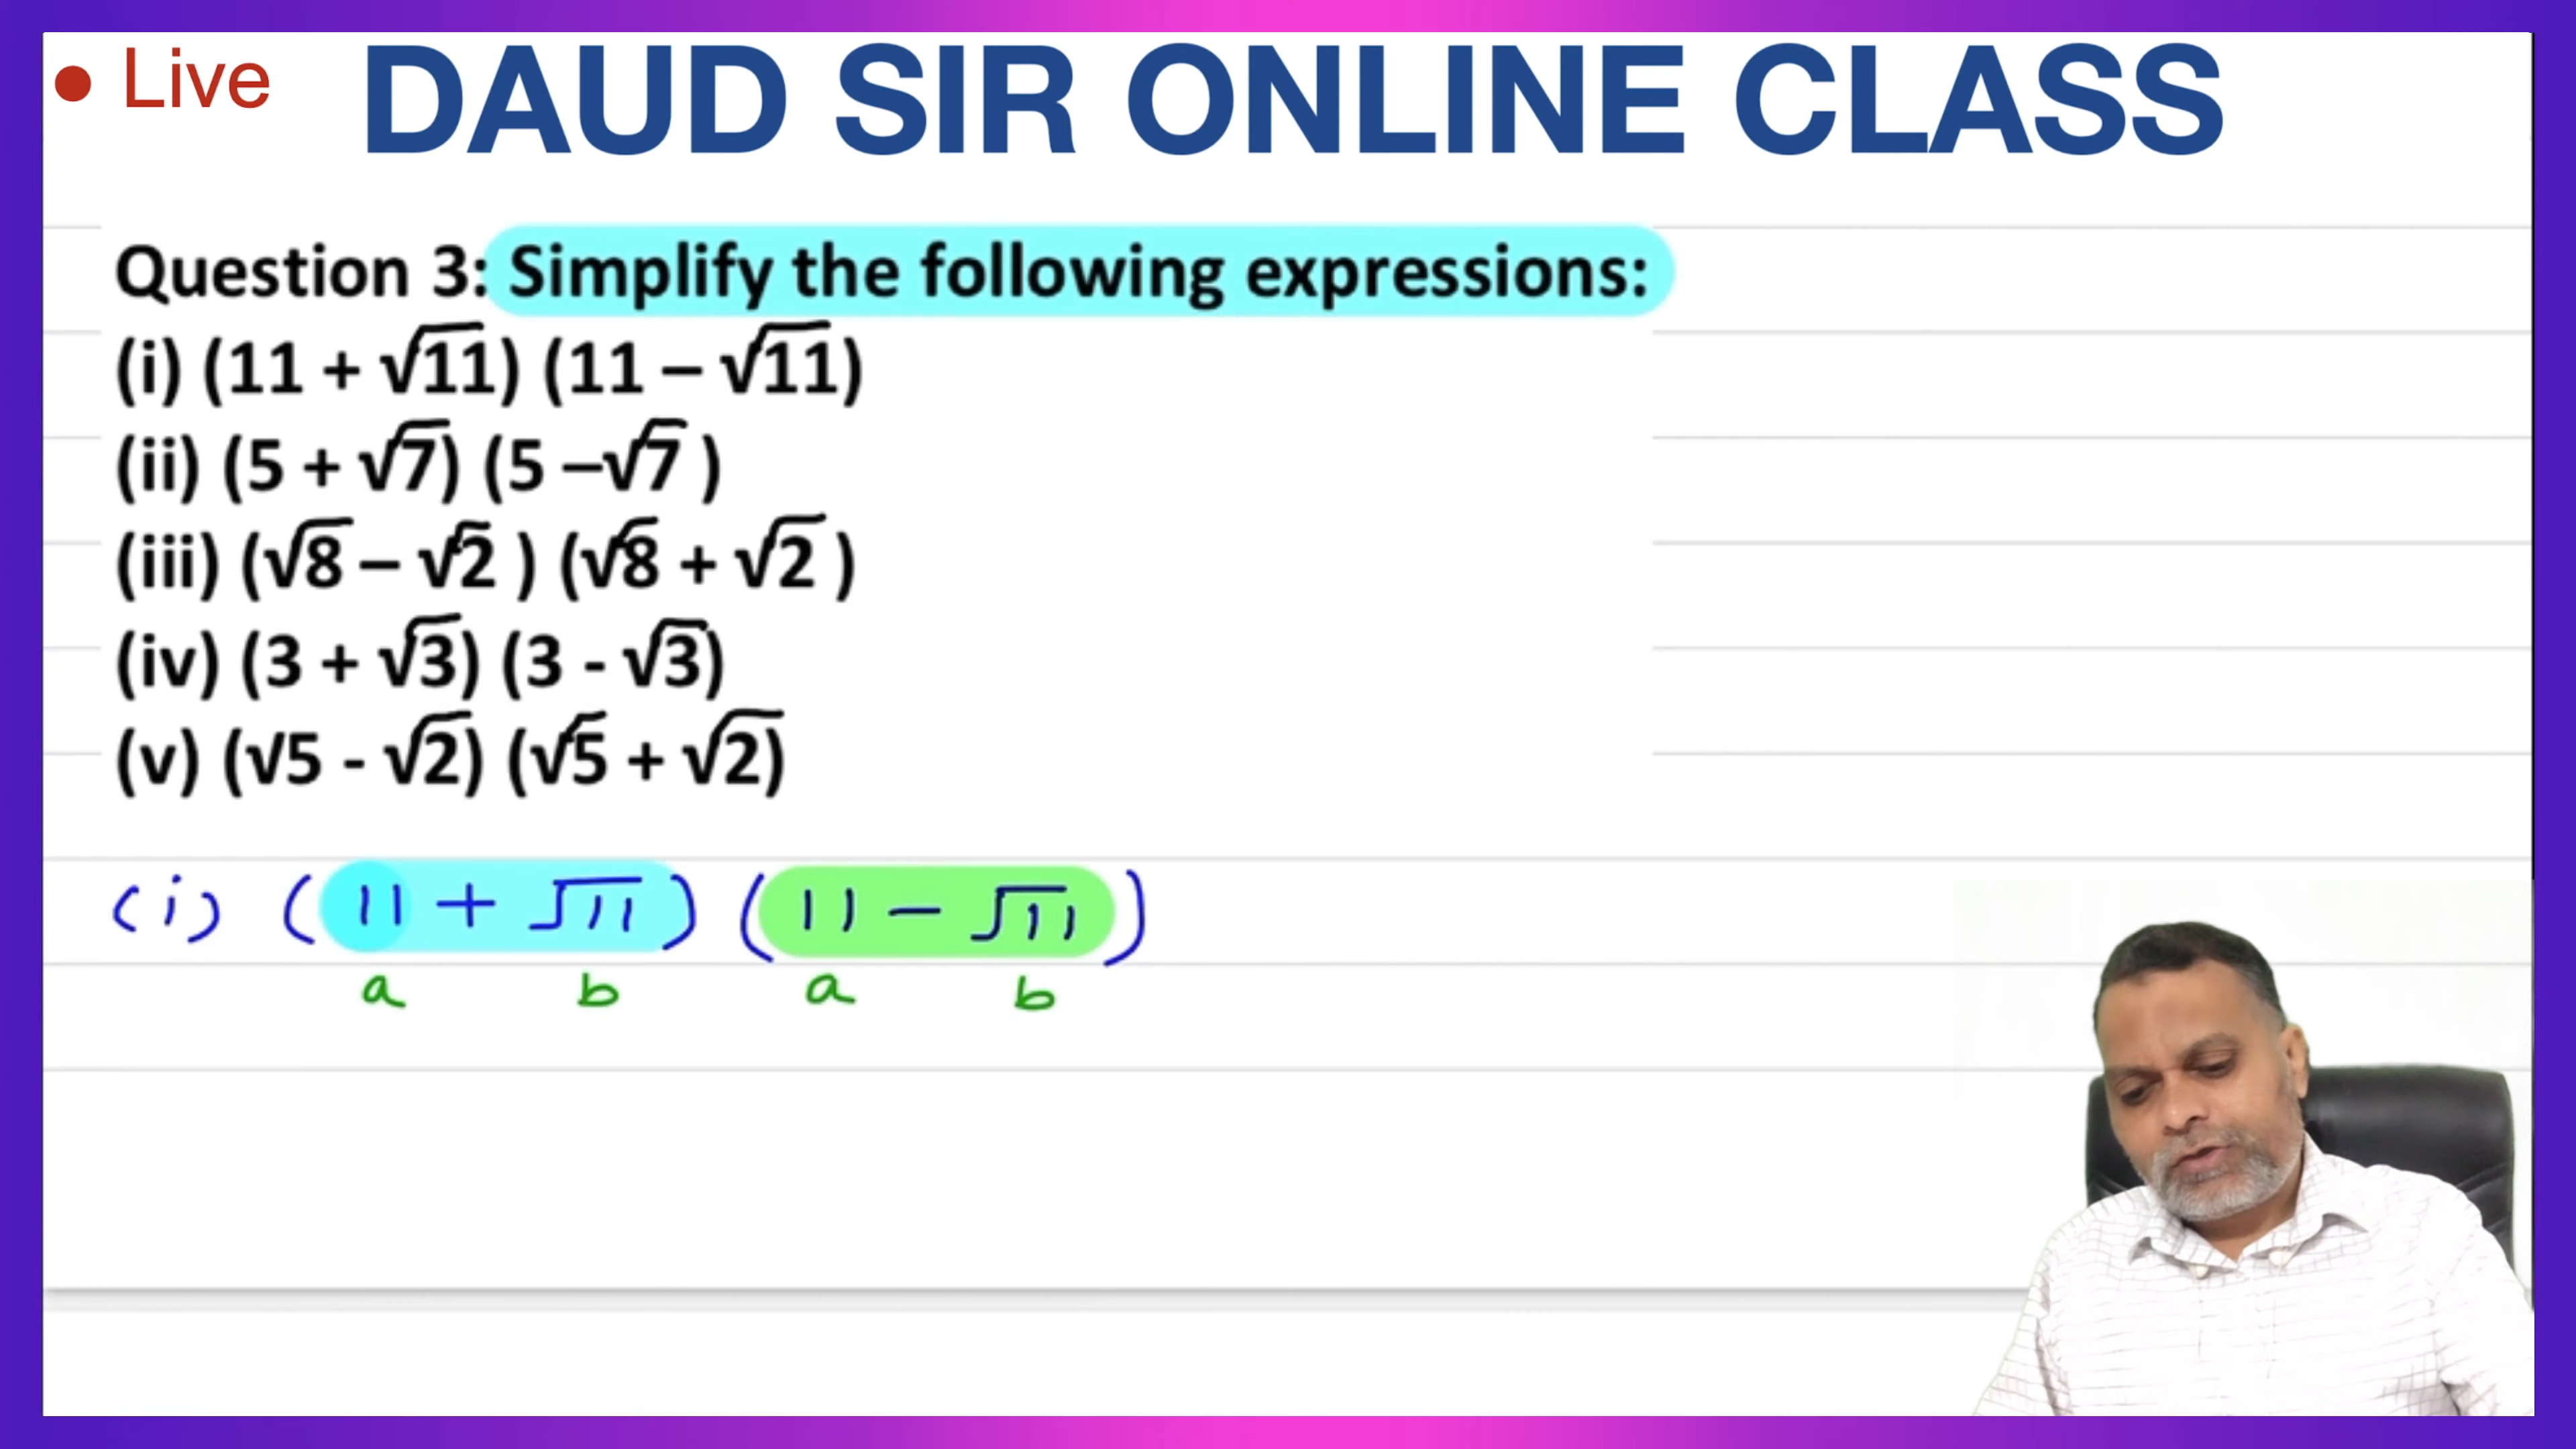 • Live DAUD SIR ONLINE CLASS
Question 3: Simplify the following expressions:
(i) (11 + √11) (11 – √11)
(ii) (5 + √7) (5 –√7 )
(iii) (√8 – √2 ) (√8 + √2 )
(iv) (3 + √3) (3 - √3)
(v) (√5 - √2) (√5 + √2)
(i) (11 + √11) (11 – √11)
a b a b